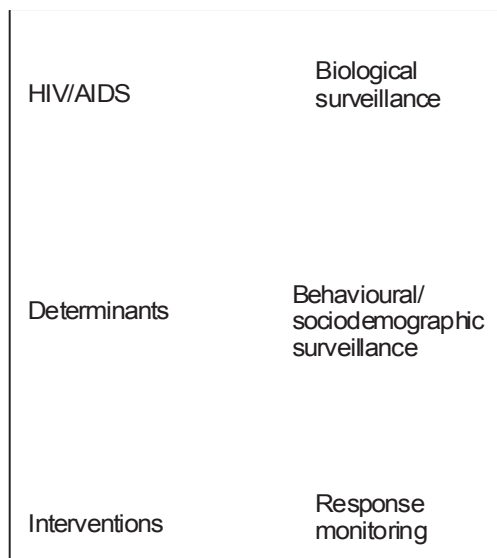 HIV/AIDS
Biological
surveillance
Determinants
Behavioural/
sociodemographic
surveillance
Interventions
Response
monitoring